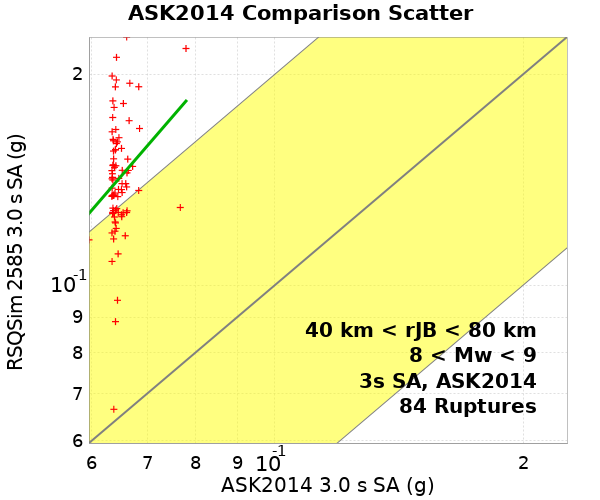 ASK2014 Comparison Scatter
RSQSim 2585 3.0 s SA (g)
2
10-1
9
8
7
6
40 km < rJB < 80 km
8 < Mw < 9
3s SA, ASK2014
84 Ruptures
6 7 8 9 10-1 2
ASK2014 3.0 s SA (g)